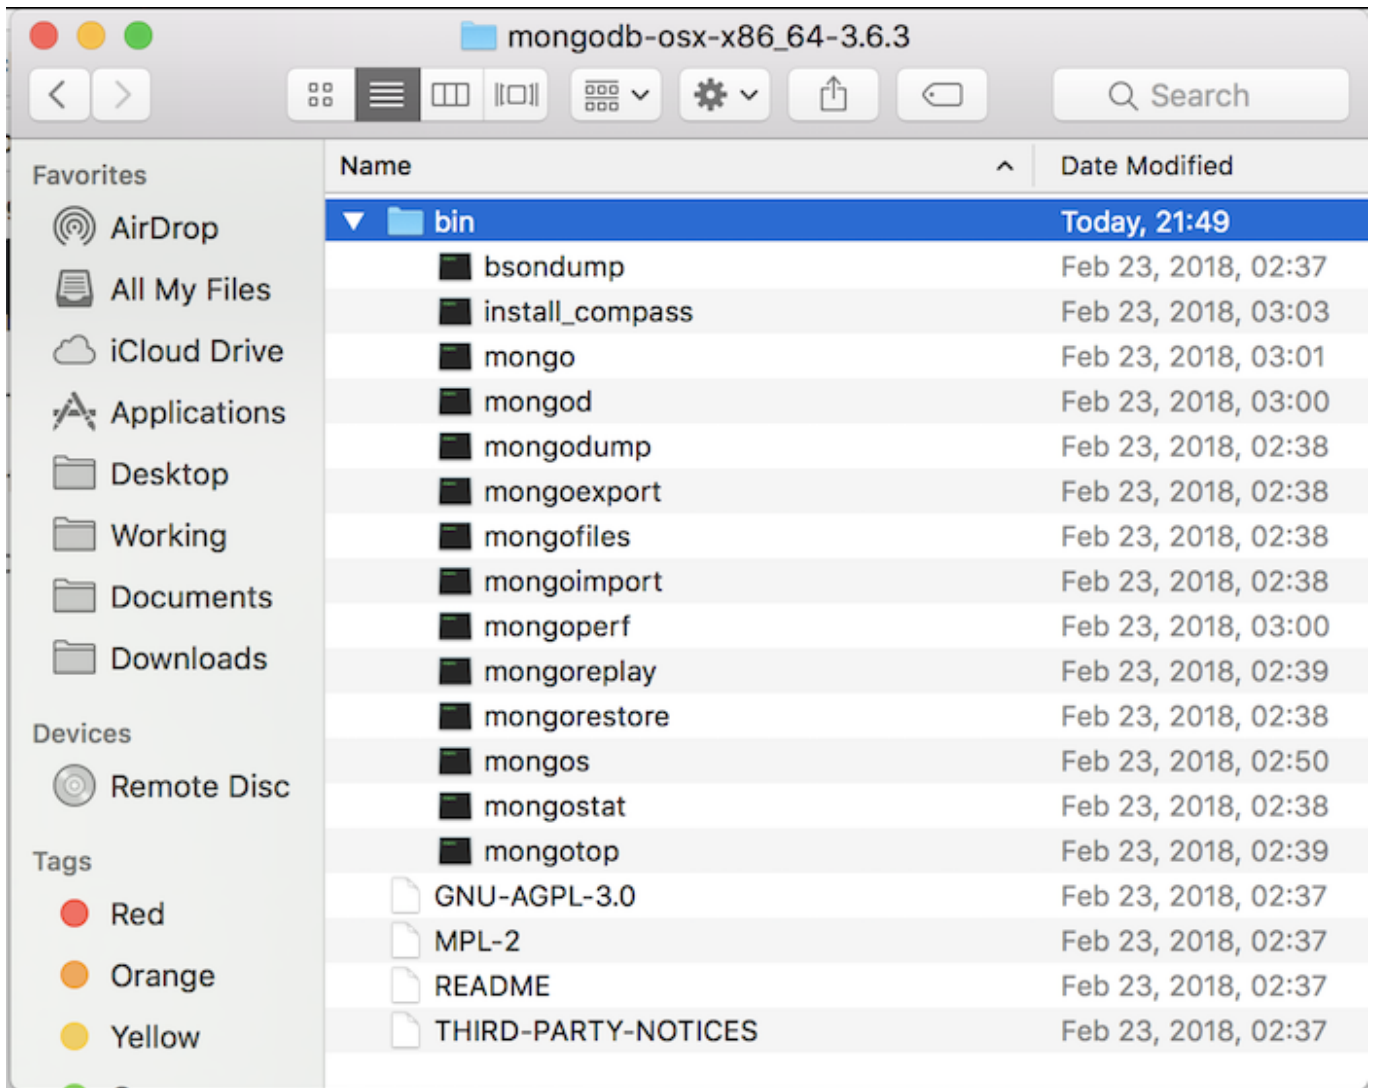 mongodb-osx-x86_64-3.6.3
Search
Favorites
AirDrop
All My Files
iCloud Drive
Applications
Desktop
Working
Documents
Downloads
Devices
Remote Disc
Tags
Red
Orange
Yellow
Name Date Modified
bin Today, 21:49
bsondump Feb 23, 2018, 02:37
install_compass Feb 23, 2018, 03:03
mongo Feb 23, 2018, 03:01
mongod Feb 23, 2018, 03:00
mongodump Feb 23, 2018, 02:38
mongoexport Feb 23, 2018, 02:38
mongofiles Feb 23, 2018, 02:38
mongoimport Feb 23, 2018, 02:38
mongoperf Feb 23, 2018, 03:00
mongoreplay Feb 23, 2018, 02:39
mongorestore Feb 23, 2018, 02:38
mongos Feb 23, 2018, 02:50
mongostat Feb 23, 2018, 02:38
mongotop Feb 23, 2018, 02:39
GNU-AGPL-3.0 Feb 23, 2018, 02:37
MPL-2 Feb 23, 2018, 02:37
README Feb 23, 2018, 02:37
THIRD-PARTY-NOTICES Feb 23, 2018, 02:37